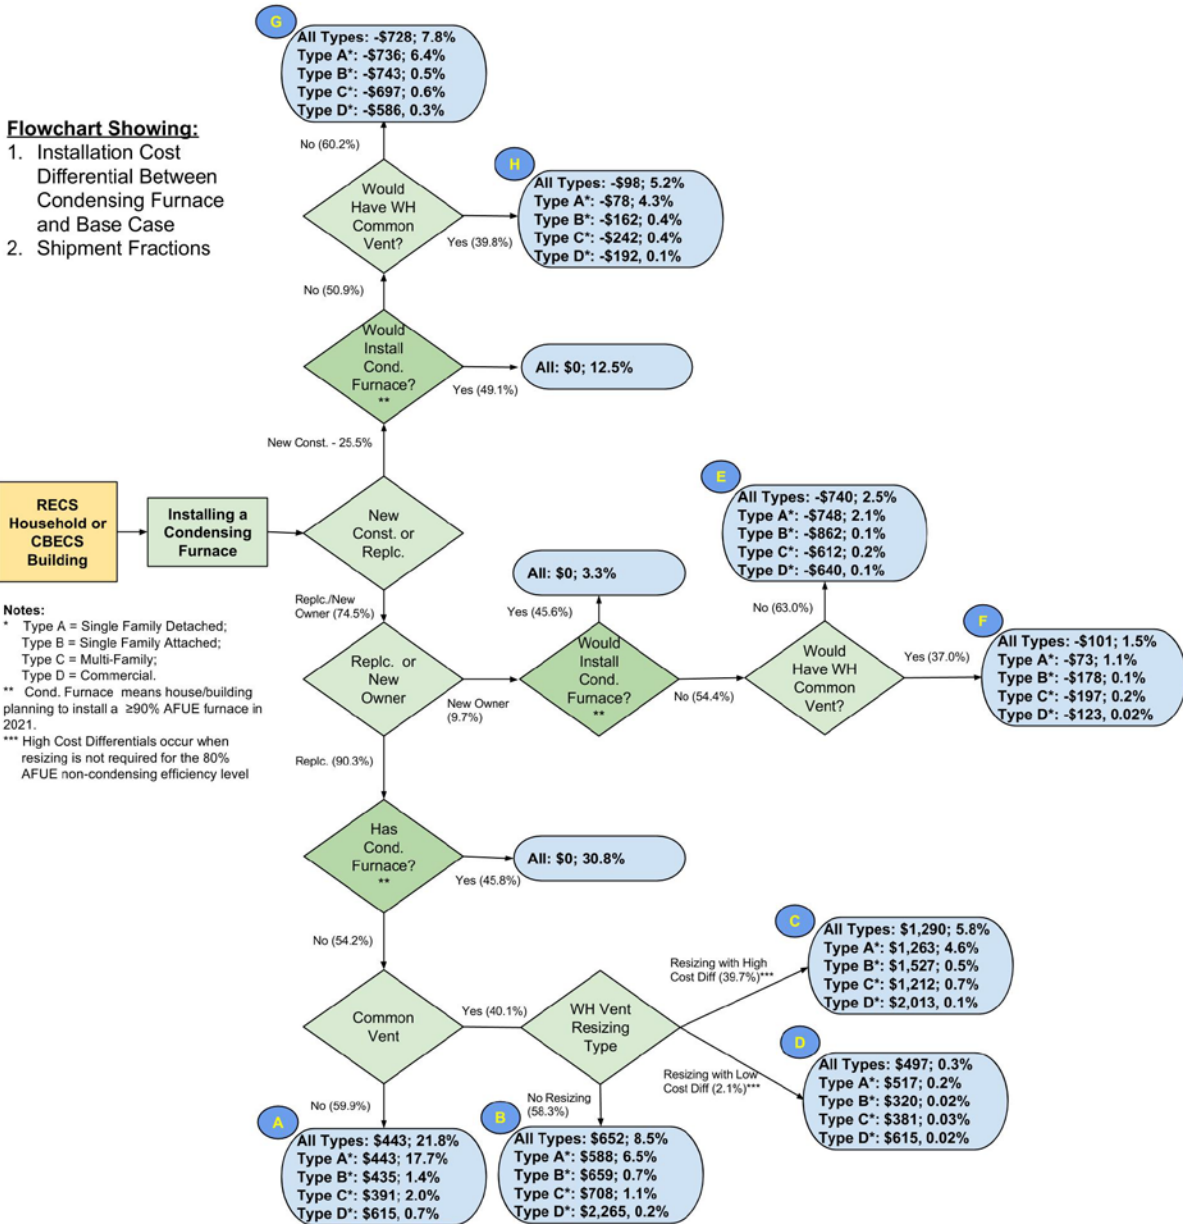 G
All Types: -$728; 7.8%
Type A*: -$736; 6.4%
Type B*: -$743; 0.5%
Type C*: -$697; 0.6%
Type D*: -$586, 0.3%
Flowchart Showing:
1. Installation Cost
Differential Between
Condensing Furnace
and Base Case
2. Shipment Fractions
No (60.2%)
Would
Have WH
Common
Vent?
Yes (39.8%)
H
All Types: -$98; 5.2%
Type A*: -$78; 4.3%
Type B*: -$162; 0.4%
Type C*: -$242; 0.4%
Type D*: -$192, 0.1%
No (50.9%)
Would
Install
Cond.
Furnace?
**
Yes (49.1%)
All: $0; 12.5%
New Const. - 25.5%
RECS
Household or
CBECS
Building
Installing a
Condensing
Furnace
New
Const. or
Replc.
Replc./New
Owner (74.5%)
Notes:
* Type A = Single Family Detached;
Type B = Single Family Attached;
Type C = Multi-Family;
Type D = Commercial.
** Cond. Furnace means house/building
planning to install a ≥90% AFUE furnace in
2021.
*** High Cost Differentials occur when
resizing is not required for the 80%
AFUE non-condensing efficiency level
Replc. or
New
Owner
New Owner
(9.7%)
All: $0; 3.3%
Yes (45.6%)
Would
Install
Cond.
Furnace?
**
No (54.4%)
E
All Types: -$740; 2.5%
Type A*: -$748; 2.1%
Type B*: -$862; 0.1%
Type C*: -$612; 0.2%
Type D*: -$640, 0.1%
No (63.0%)
Would
Have WH
Common
Vent?
Yes (37.0%)
F
All Types: -$101; 1.5%
Type A*: -$73; 1.1%
Type B*: -$178; 0.1%
Type C*: -$197; 0.2%
Type D*: -$123, 0.02%
Replc. (90.3%)
Has
Cond.
Furnace?
**
Yes (45.8%)
All: $0; 30.8%
No (54.2%)
Common
Vent
Yes (40.1%)
WH Vent
Resizing
Type
Resizing with High
Cost Diff (39.7%)***
C
All Types: $1,290; 5.8%
Type A*: $1,263; 4.6%
Type B*: $1,527; 0.5%
Type C*: $1,212; 0.7%
Type D*: $2,013, 0.1%
Resizing with Low
Cost Diff (2.1%)***
D
All Types: $497; 0.3%
Type A*: $517; 0.2%
Type B*: $320; 0.02%
Type C*: $381; 0.03%
Type D*: $615, 0.02%
No (59.9%)
A
All Types: $443; 21.8%
Type A*: $443; 17.7%
Type B*: $435; 1.4%
Type C*: $391; 2.0%
Type D*: $615, 0.7%
No Resizing
(58.3%)
B
All Types: $652; 8.5%
Type A*: $588; 6.5%
Type B*: $659; 0.7%
Type C*: $708; 1.1%
Type D*: $2,265, 0.2%